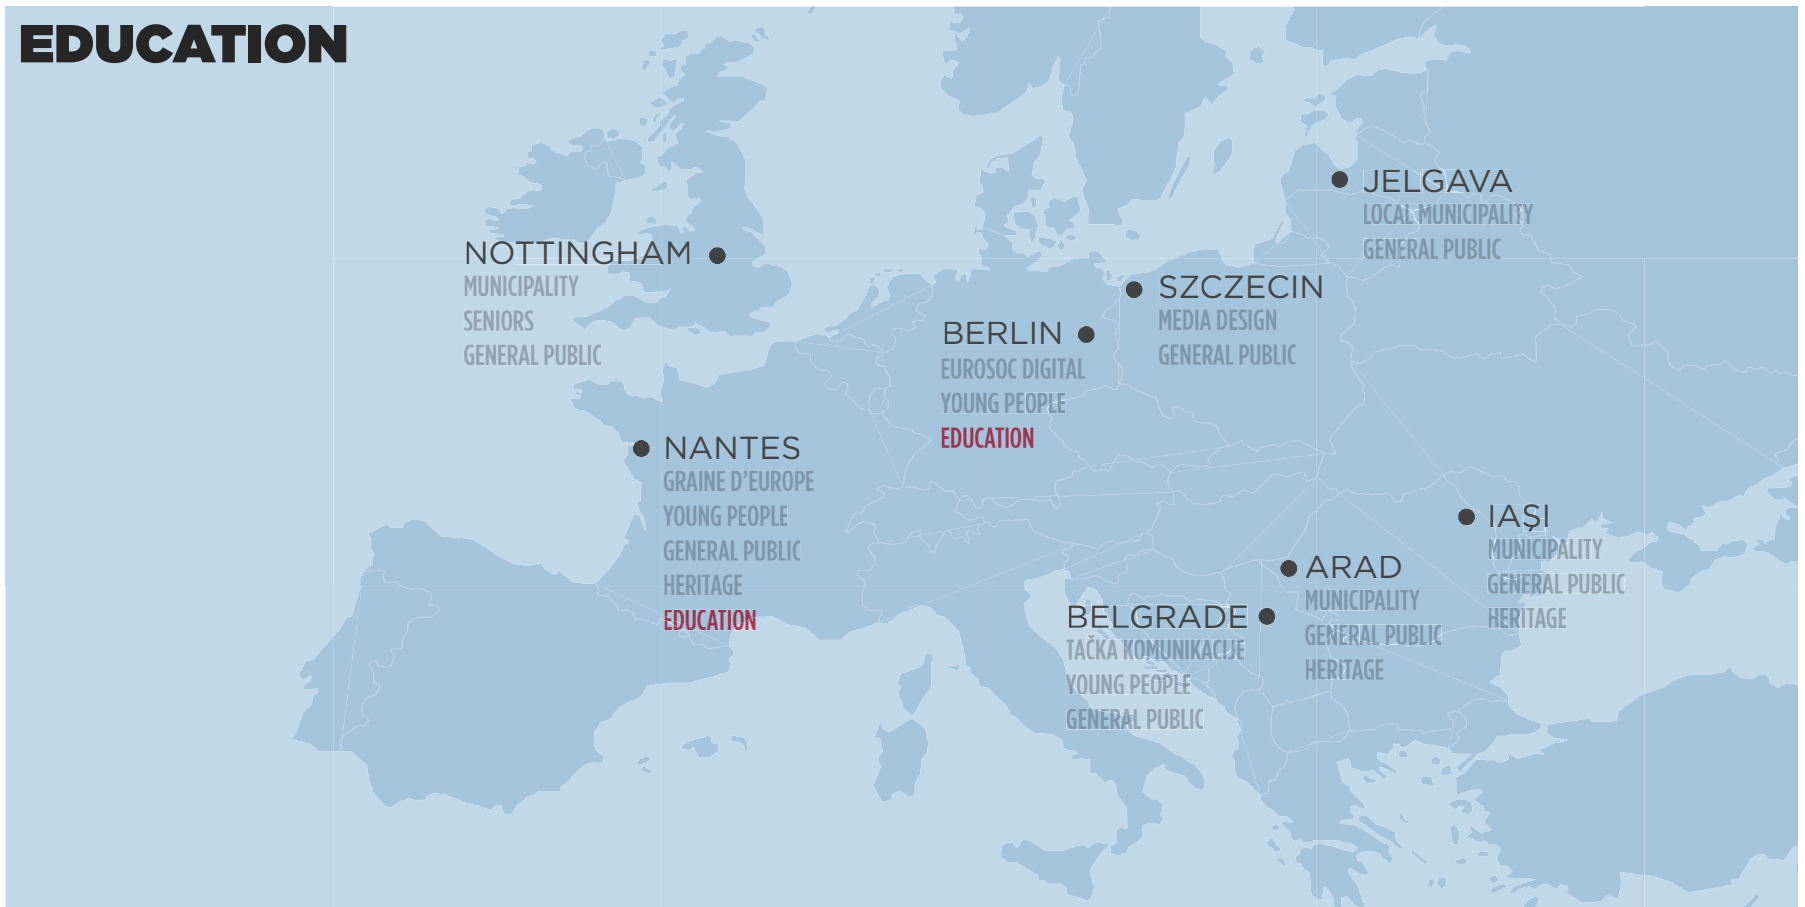 EDUCATION
JELGAVA
LOCAL MUNICIPALITY
GENERAL PUBLIC
NOTTINGHAM
MUNICIPALITY
SENIORS
GENERAL PUBLIC
SZCZECIN
MEDIA DESIGN
GENERAL PUBLIC
BERLIN
EUROSOC DIGITAL
YOUNG PEOPLE
EDUCATION
NANTES
GRAINE D’EUROPE
YOUNG PEOPLE
GENERAL PUBLIC
HERITAGE
EDUCATION
IAŞI
MUNICIPALITY
GENERAL PUBLIC
HERITAGE
ARAD
MUNICIPALITY
GENERAL PUBLIC
HERITAGE
BELGRADE
TAČKA KOMUNIKACIJE
YOUNG PEOPLE
GENERAL PUBLIC